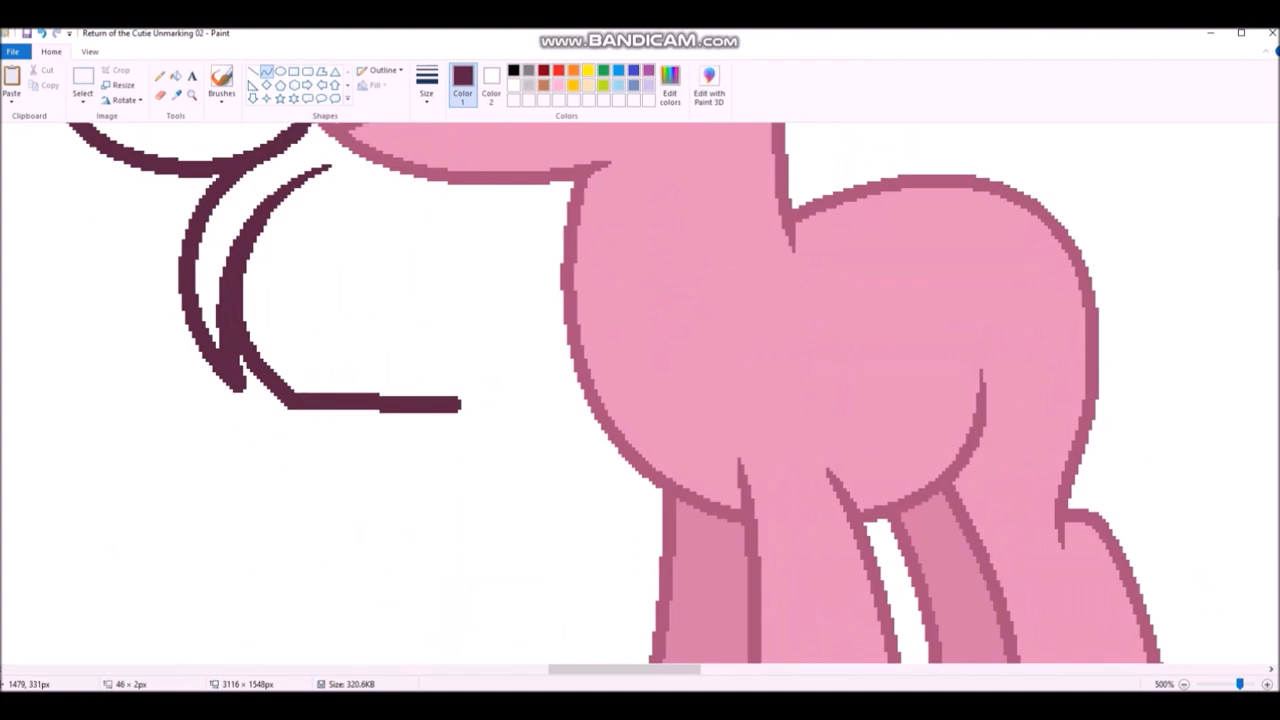 Return of the Cutie Unmarking 02 - Paint
www.BANDICAM.com
File
Home
View
Paste
Cut
Copy
Clipboard
Select
Crop
Resize
Rotate
Image
Tools
Brushes
Shapes
Outline
Fill
Size
Color 1
Color 2
Edit colors
Colors
Edit with Paint 3D
1479, 331px
46 × 2px
3116 × 1548px
Size: 320.6KB
500%